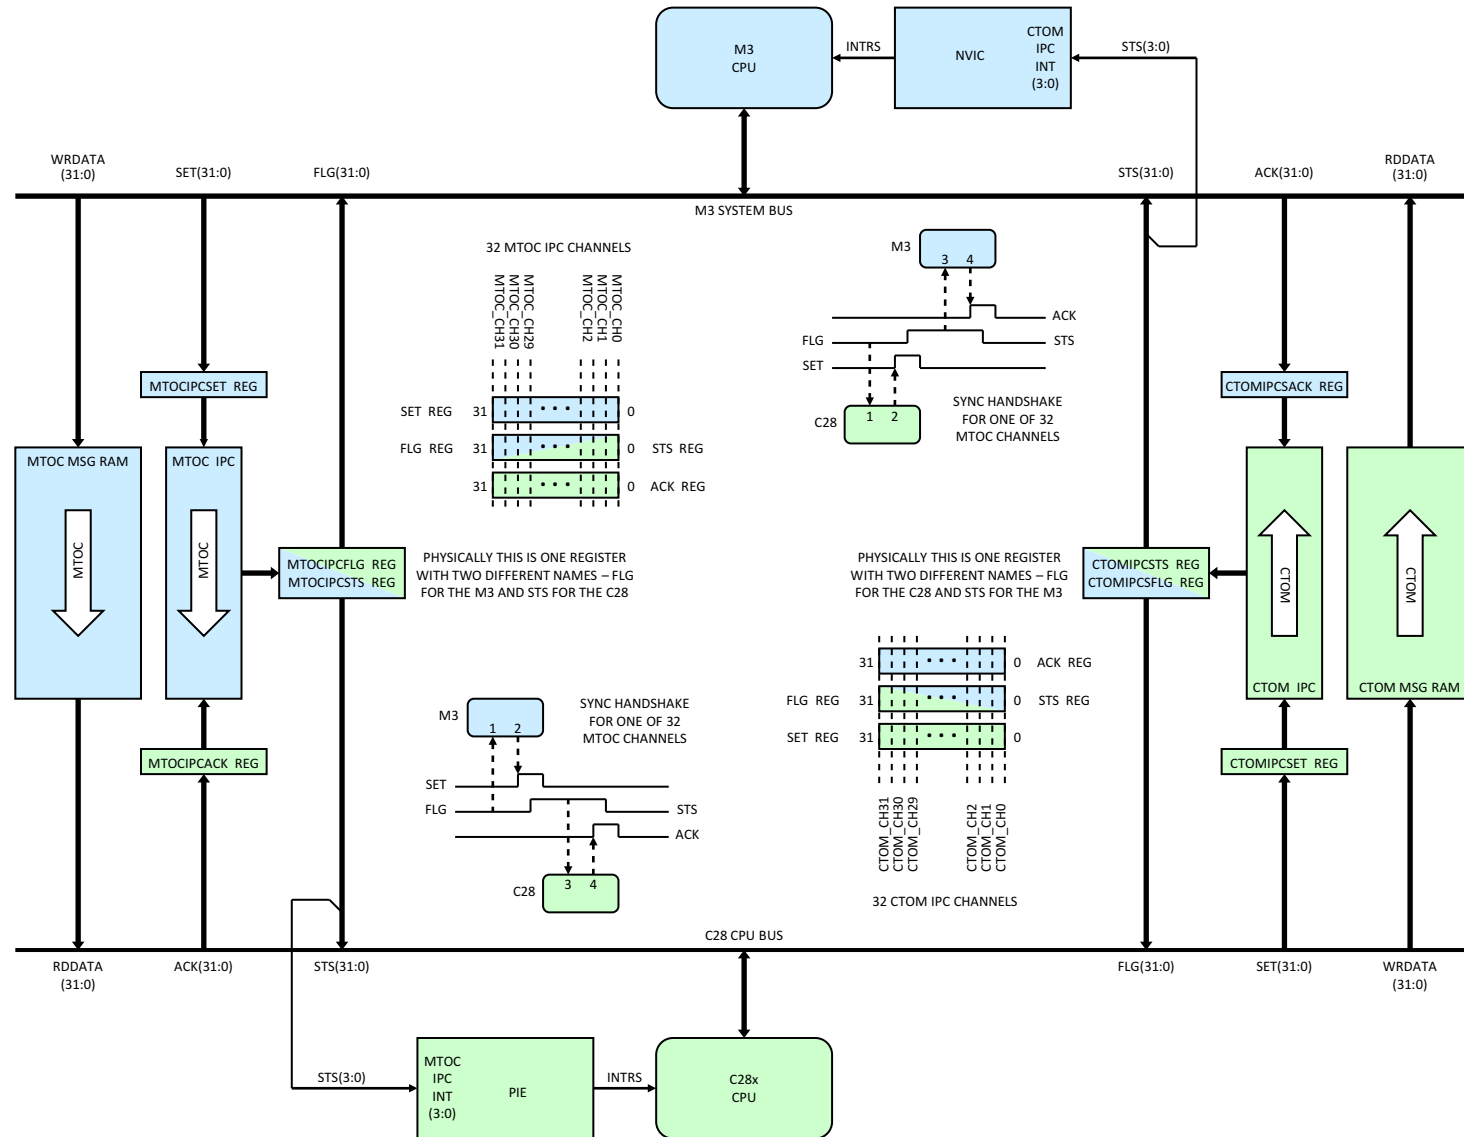 M3
CPU
INTRS
NVIC
CTOM
IPC
INT
(3:0)
STS(3:0)
WRDATA
(31:0)
SET(31:0)
FLG(31:0)
STS(31:0)
ACK(31:0)
RDDATA
(31:0)
M3 SYSTEM BUS
32 MTOC IPC CHANNELS
MTOC_CH31
MTOC_CH30
MTOC_CH29
MTOC_CH2
MTOC_CH1
MTOC_CH0
SET REG 31 • • • 0
FLG REG 31 • • • 0 STS REG
31 • • • 0 ACK REG
M3
3 4
ACK
FLG STS
SET
C28
1 2
SYNC HANDSHAKE
FOR ONE OF 32
MTOC CHANNELS
MTOCIPCSET REG
CTOMIPCSACK REG
MTOC MSG RAM
MTOC
MTOC IPC
MTOC
MTOCIPCFLG REG
MTOCIPCSTS REG
PHYSICALLY THIS IS ONE REGISTER
WITH TWO DIFFERENT NAMES – FLG
FOR THE M3 AND STS FOR THE C28
PHYSICALLY THIS IS ONE REGISTER
WITH TWO DIFFERENT NAMES – FLG
FOR THE C28 AND STS FOR THE M3
CTOMIPCSTS REG
CTOMIPCSFLG REG
CTOM
CTOM IPC
CTOM
CTOM MSG RAM
31 • • • 0 ACK REG
FLG REG 31 • • • 0 STS REG
SET REG 31 • • • 0
CTOM_CH31
CTOM_CH30
CTOM_CH29
CTOM_CH2
CTOM_CH1
CTOM_CH0
32 CTOM IPC CHANNELS
M3
1 2
SYNC HANDSHAKE
FOR ONE OF 32
MTOC CHANNELS
SET
FLG STS
ACK
C28
3 4
MTOCIPCACK REG
CTOMIPCSET REG
C28 CPU BUS
RDDATA
(31:0)
ACK(31:0)
STS(31:0)
FLG(31:0)
SET(31:0)
WRDATA
(31:0)
STS(3:0)
MTOC
IPC
INT
(3:0)
PIE
INTRS
C28x
CPU